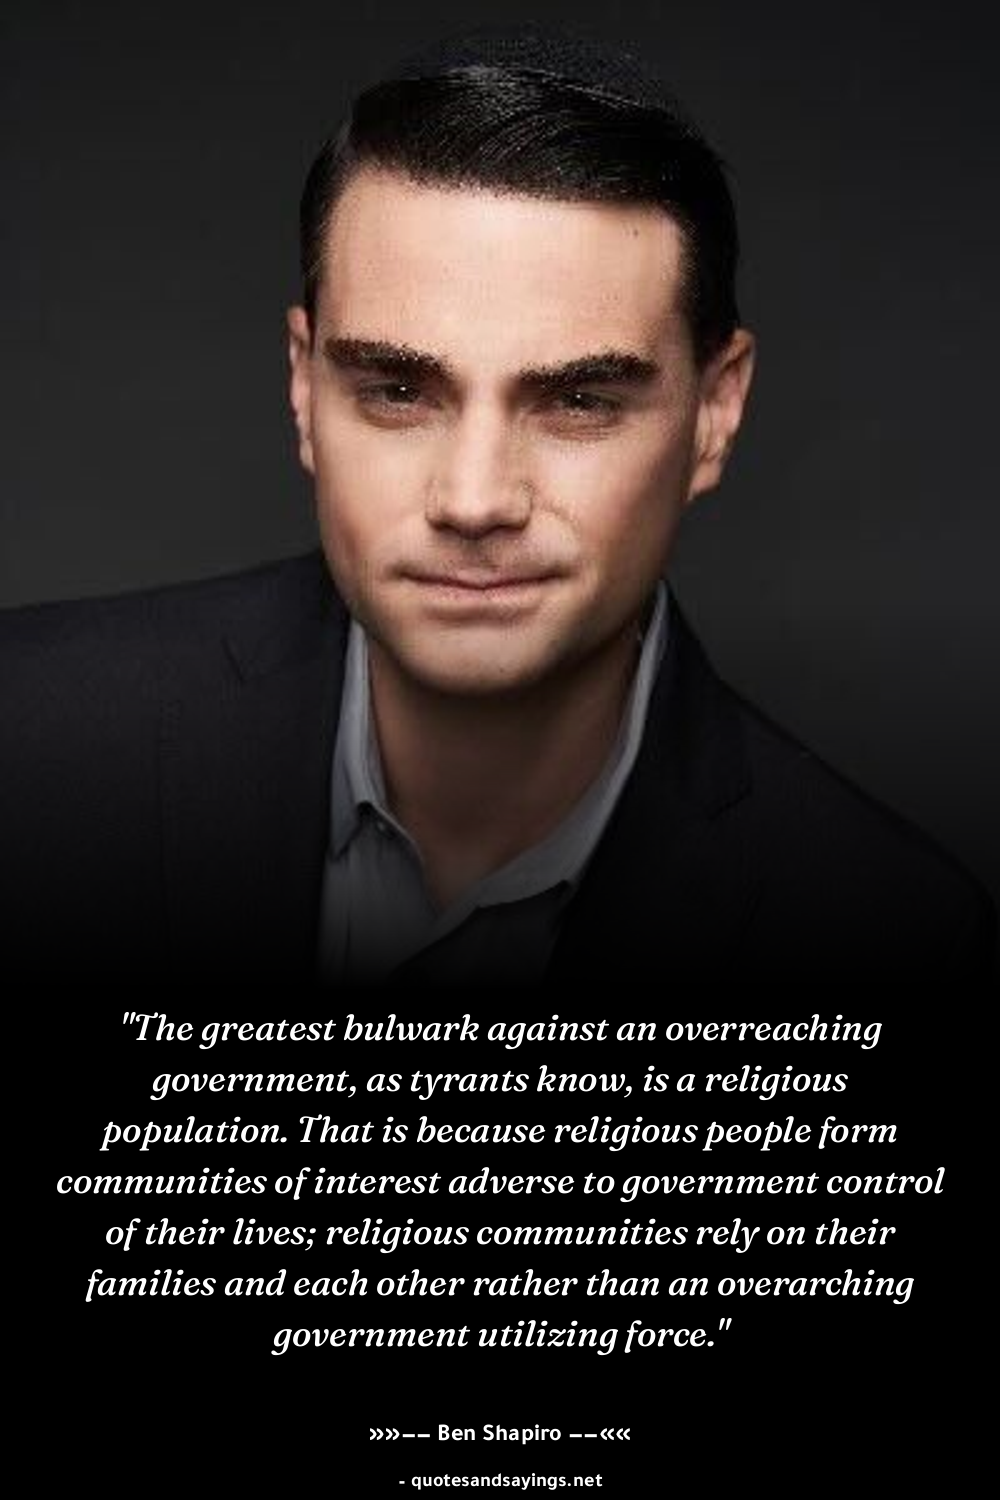 "The greatest bulwark against an overreaching
government, as tyrants know, is a religious
population. That is because religious people form
communities of interest adverse to government control
of their lives; religious communities rely on their
families and each other rather than an overarching
government utilizing force."
»»–– Ben Shapiro ––««
- quotesandsayings.net